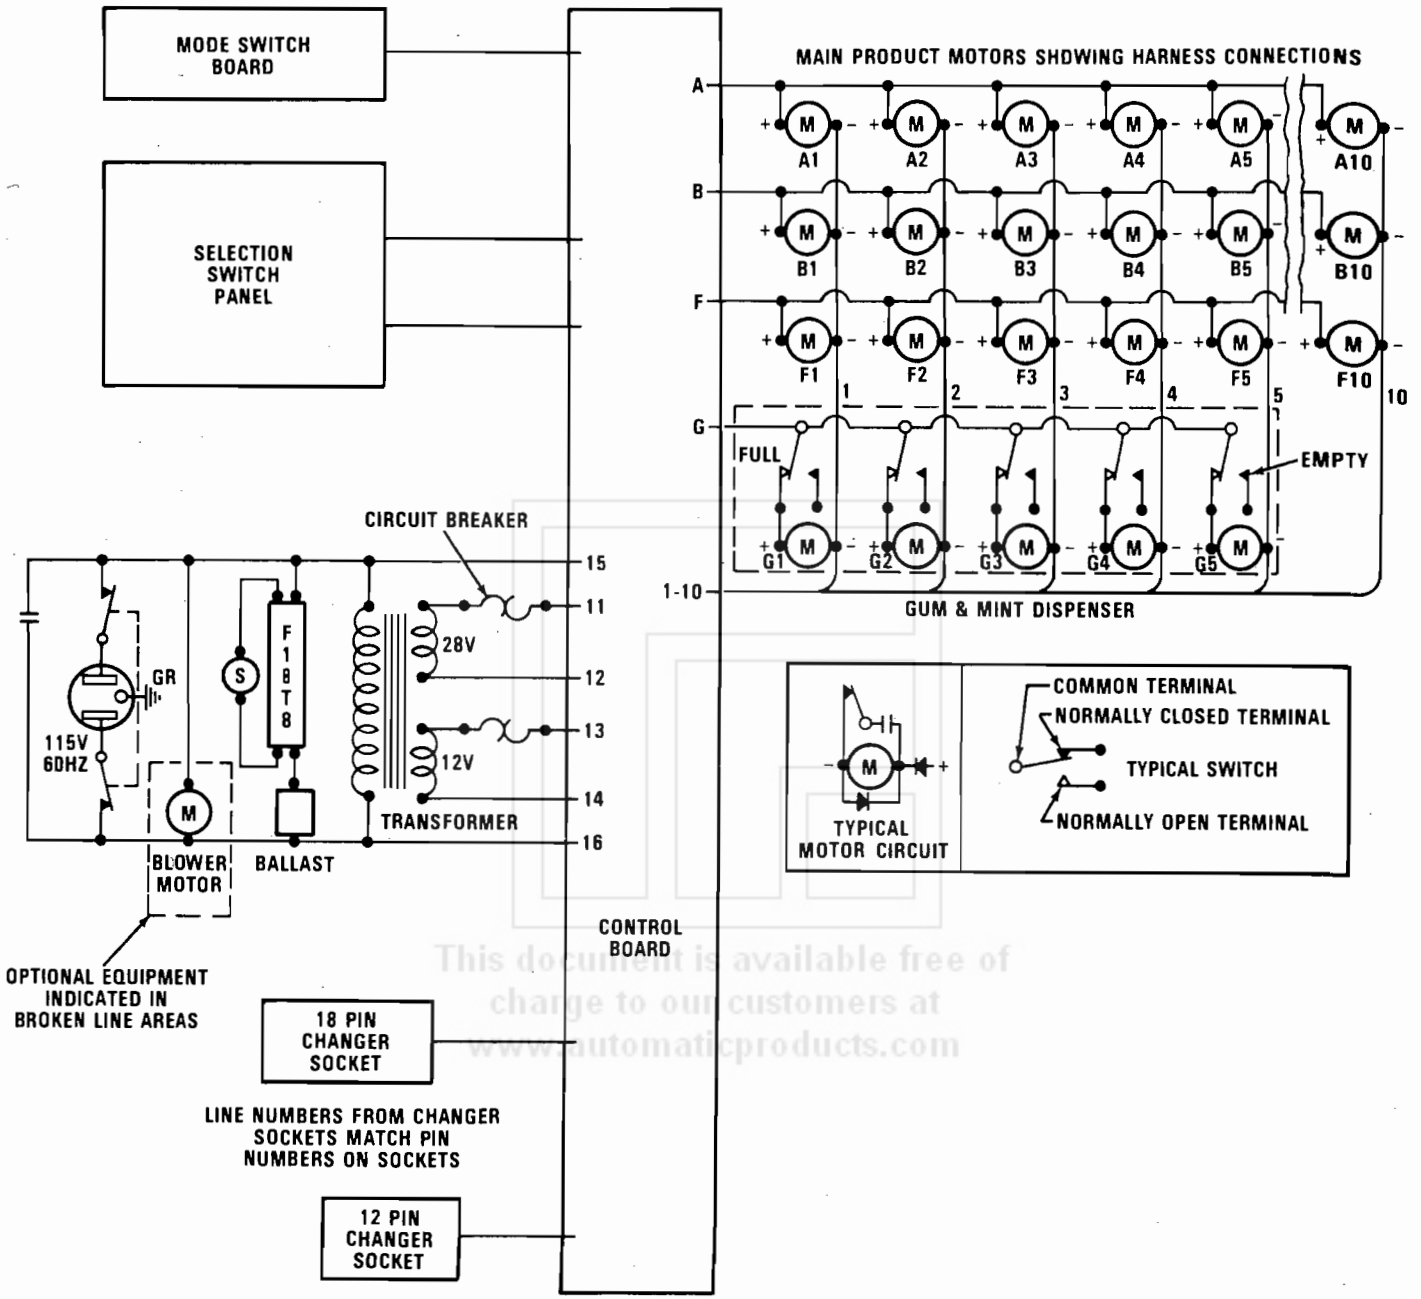 MODE SWITCH
BOARD
SELECTION
SWITCH
PANEL
MAIN PRODUCT MOTORS SHOWING HARNESS CONNECTIONS
A
+ M - + M - + M - + M - + M - + M -
A1 A2 A3 A4 A5 A10
B
+ M - + M - + M - + M - + M - + M -
B1 B2 B3 B4 B5 B10
F
+ M - + M - + M - + M - + M - + M -
F1 F2 F3 F4 F5 F10
1 2 3 4 5 10
G
FULL
EMPTY
+ M - + M - + M - + M - + M -
G1 G2 G3 G4 G5
1-10
GUM & MINT DISPENSER
CIRCUIT BREAKER
15
11
28V
12
13
12V
14
16
TRANSFORMER
GR
115V
60HZ
S
F18T8
M
BLOWER
MOTOR
BALLAST
OPTIONAL EQUIPMENT
INDICATED IN
BROKEN LINE AREAS
- M +
TYPICAL
MOTOR CIRCUIT
COMMON TERMINAL
NORMALLY CLOSED TERMINAL
TYPICAL SWITCH
NORMALLY OPEN TERMINAL
CONTROL
BOARD
This document is available free of
charge to our customers at
www.automaticproducts.com
18 PIN
CHANGER
SOCKET
LINE NUMBERS FROM CHANGER
SOCKETS MATCH PIN
NUMBERS ON SOCKETS
12 PIN
CHANGER
SOCKET